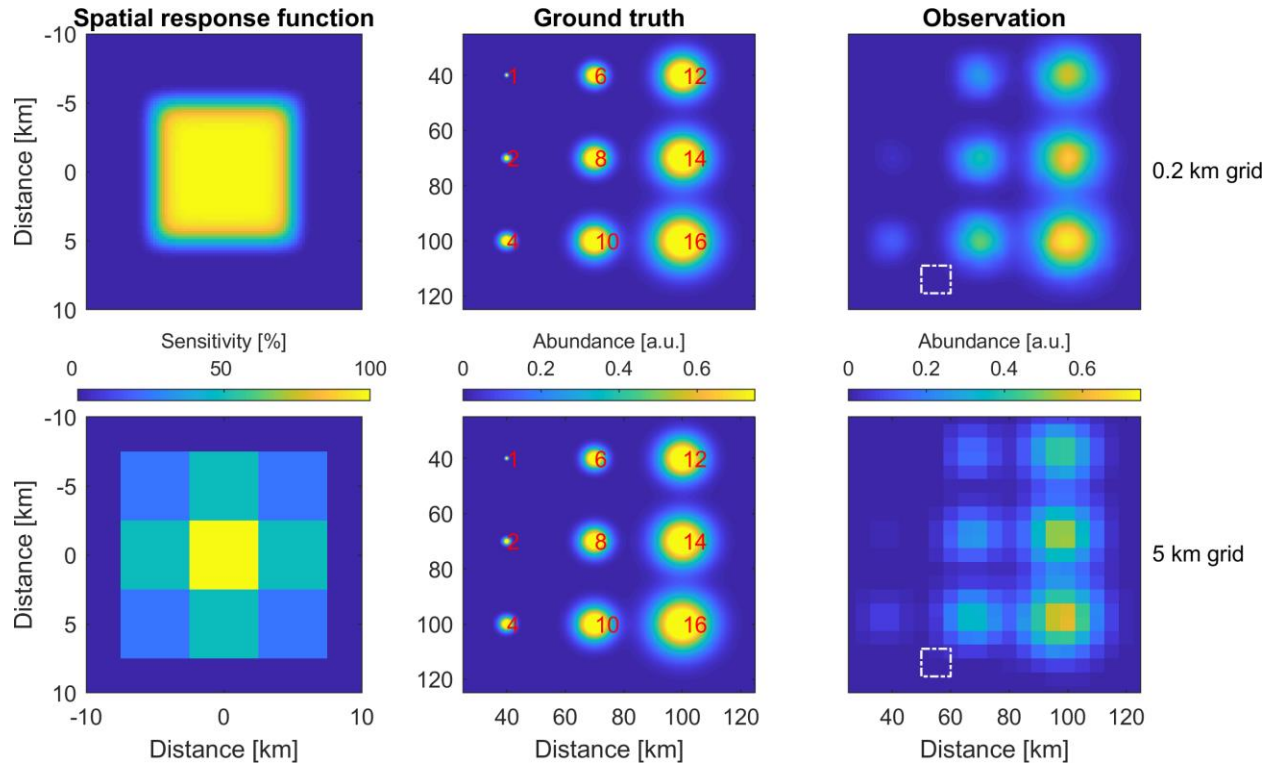 Spatial response function Ground truth Observation
-10
-5
0
5
10
Distance [km]
40
60
80
100
120
1 6 12
2 8 14
4 10 16
0.2 km grid
Sensitivity [%] Abundance [a.u.] Abundance [a.u.]
0 50 100 0 0.2 0.4 0.6 0 0.2 0.4 0.6
-10
-5
0
5
10
Distance [km]
40
60
80
100
120
1 6 12
2 8 14
4 10 16
5 km grid
-10 0 10 40 60 80 100 120 40 60 80 100 120
Distance [km] Distance [km] Distance [km]